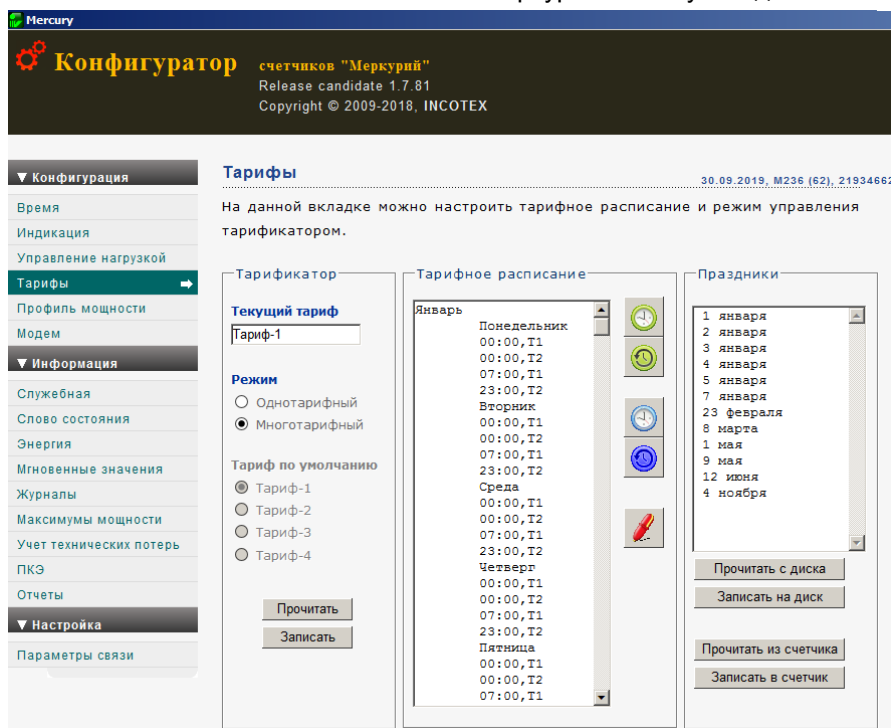 Mercury
Конфигуратор
счетчиков "Меркурий"
Release candidate 1.7.81
Copyright © 2009-2018, INCOTEX
▼ Конфигурация
Время
Индикация
Управление нагрузкой
Тарифы
Профиль мощности
Модем
▼ Информация
Служебная
Слово состояния
Энергия
Мгновенные значения
Журналы
Максимумы мощности
Учет технических потерь
ПКЭ
Отчеты
▼ Настройка
Параметры связи
Тарифы
30.09.2019, M236 (62), 21934662
На данной вкладке можно настроить тарифное расписание и режим управления
тарификатором.
Тарификатор
Текущий тариф
Тариф-1
Режим
Однотарифный
Многотарифный
Тариф по умолчанию
Тариф-1
Тариф-2
Тариф-3
Тариф-4
Прочитать
Записать
Тарифное расписание
Январь
Понедельник
00:00,T1
00:00,T2
07:00,T1
23:00,T2
Вторник
00:00,T1
00:00,T2
07:00,T1
23:00,T2
Среда
00:00,T1
00:00,T2
07:00,T1
23:00,T2
Четверг
00:00,T1
00:00,T2
07:00,T1
23:00,T2
Пятница
00:00,T1
00:00,T2
07:00,T1
Праздники
1 января
2 января
3 января
4 января
5 января
7 января
23 февраля
8 марта
1 мая
9 мая
12 июня
4 ноября
Прочитать с диска
Записать на диск
Прочитать из счетчика
Записать в счетчик